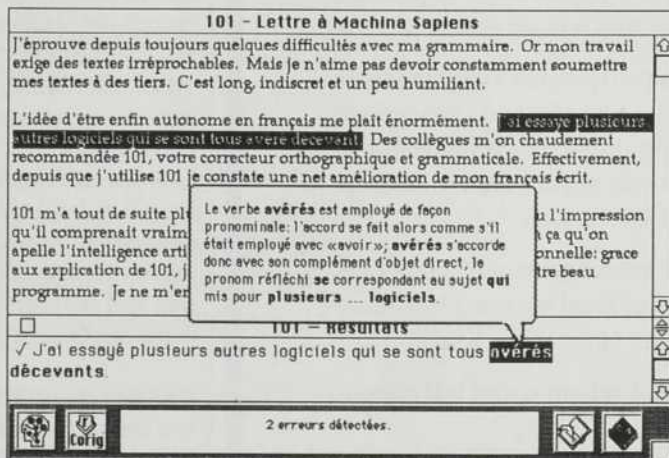 101 - Lettre à Machina Sapiens
J'éprouve depuis toujours quelques difficultés avec ma grammaire. Or mon travail
exige des textes irréprochables. Mais je n'aime pas devoir constamment soumettre
mes textes à des tiers. C'est long, indiscret et un peu humiliant.
L'idée d'être enfin autonome en français me plaît énormément. J'ai essaye plusieurs
autres logiciels qui se sont tous avere decevant. Des collègues m'on chaudement
recommandée 101, votre correcteur orthographique et grammaticale. Effectivement,
depuis que j'utilise 101 je constate une net amélioration de mon français écrit.
101 m'a tout de suite pl u l'impression
qu'il comprenait vraim ça qu'on
apelle l'intelligence arti onnelle: grace
aux explication de 101, j tre beau
programme. Je ne m'er
Le verbe avérés est employé de façon
pronominale: l'accord se fait alors comme s'il
était employé avec «avoir»; avérés s'accorde
donc avec son complément d'objet direct, le
pronom réfléchi se correspondant au sujet qui
mis pour plusieurs ... logiciels.
101 - Résultats
√ J'ai essayé plusieurs autres logiciels qui se sont tous avérés
décevants.
Corig
2 erreurs détectées.